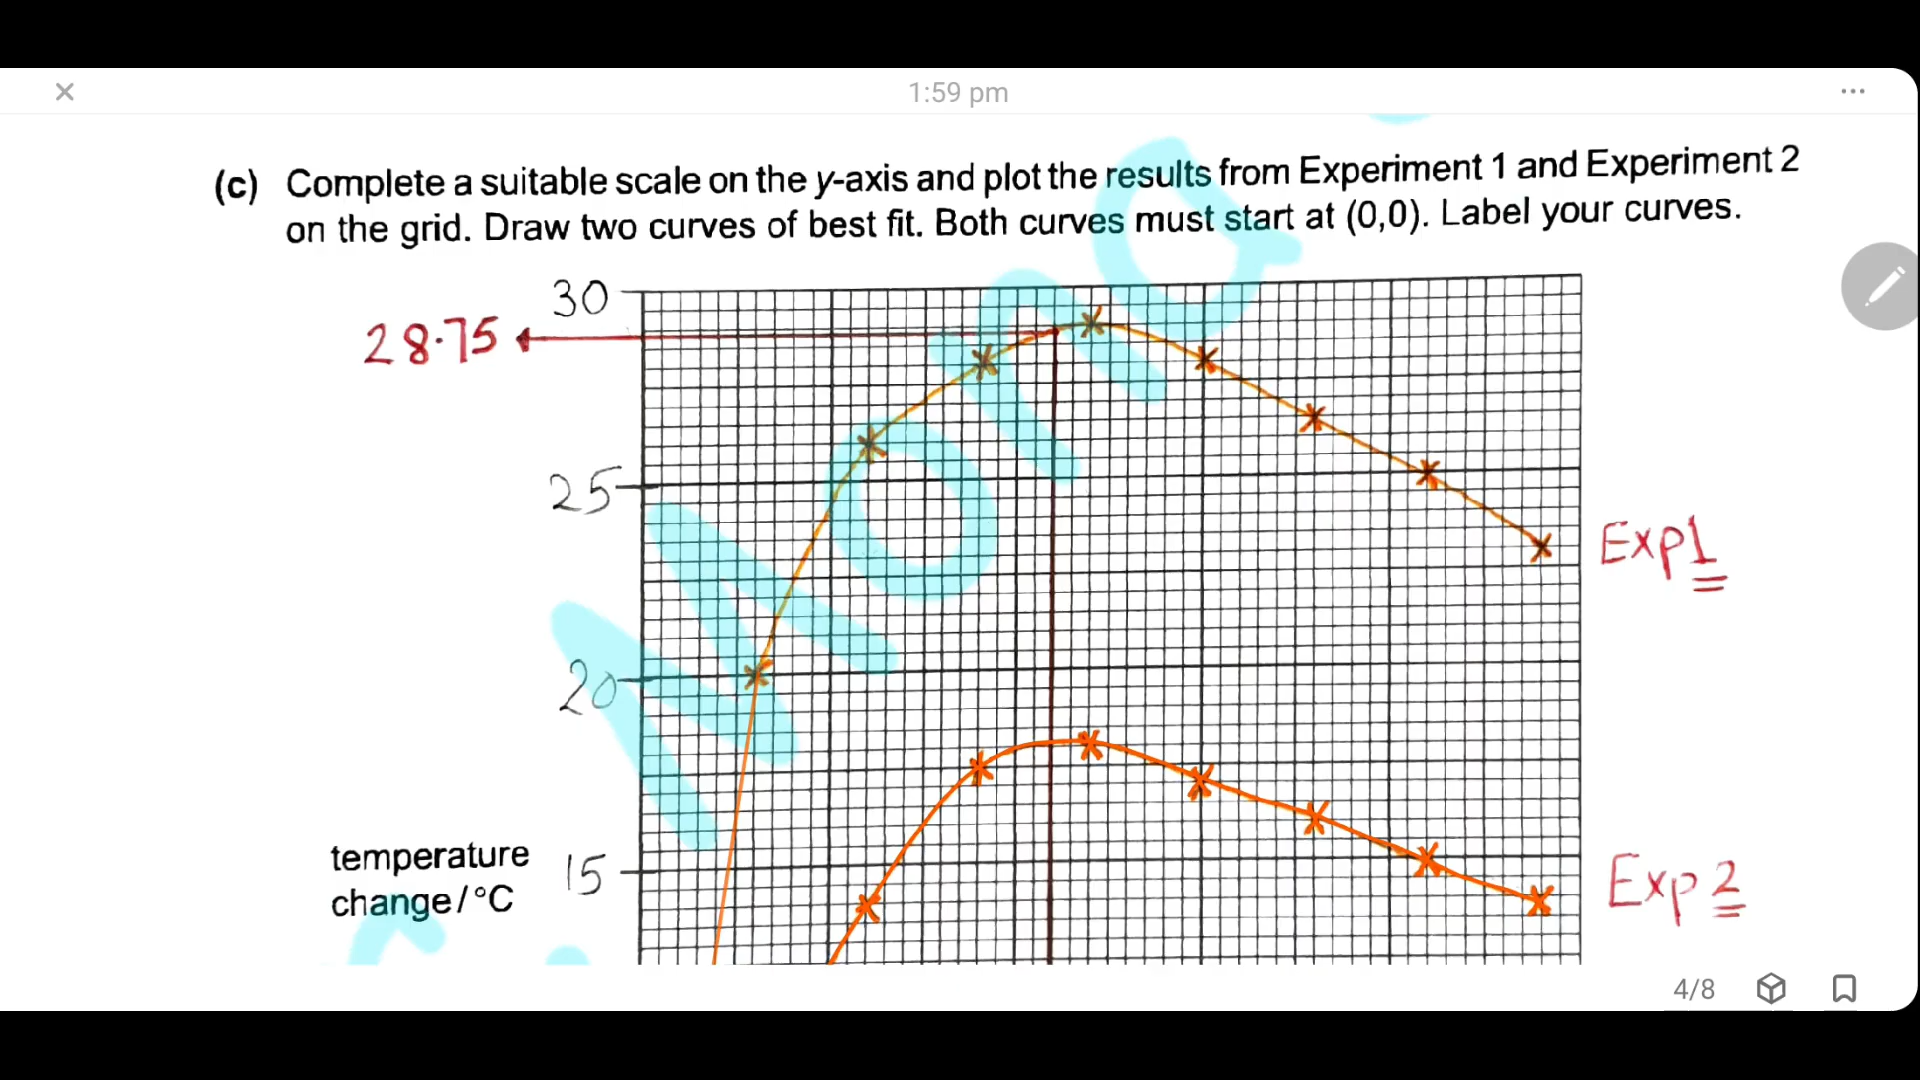 1:59 pm
(c) Complete a suitable scale on the y-axis and plot the results from Experiment 1 and Experiment 2
on the grid. Draw two curves of best fit. Both curves must start at (0,0). Label your curves.
30
28.75
25
Exp1
20
temperature
change/°C
15
Exp 2
4/8